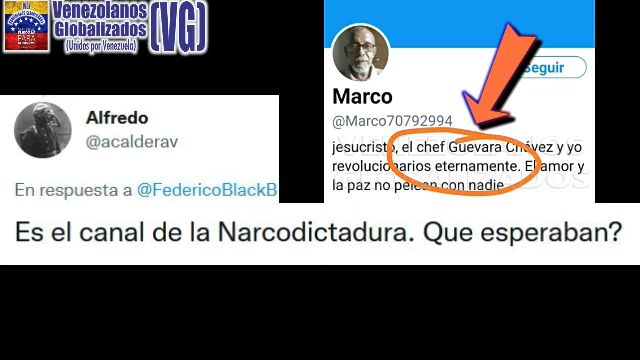 Venezolanos
Globalizados
(Unidos por Venezuela)
(VG)
Seguir
Marco
@Marco70792994
jesucristo, el chef Guevara Chávez y yo
revolucionarios eternamente. El amor y
la paz no pelean con nadie
Alfredo
@acalderav
En respuesta a @FedericoBlackB
Es el canal de la Narcodictadura. Que esperaban?